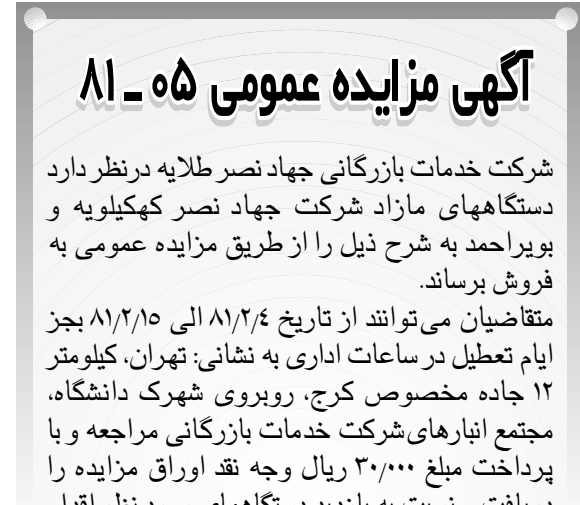 آگهی مزایده عمومی ۰۵ ـ ۸۱
شرکت خدمات بازرگانی جهاد نصر طلایه درنظر دارد
دستگاههای مازاد شرکت جهاد نصر کهکیلویه و
بویراحمد به شرح ذیل را از طریق مزایده عمومی به
فروش برساند.
متقاضیان می‌توانند از تاریخ ۸۱/۲/۴ الی ۸۱/۲/۱۵ بجز
ایام تعطیل در ساعات اداری به نشانی: تهران، کیلومتر
۱۲ جاده مخصوص کرج، روبروی شهرک دانشگاه،
مجتمع انبارهای شرکت خدمات بازرگانی مراجعه و با
پرداخت مبلغ ۳۰/۰۰۰ ریال وجه نقد اوراق مزایده را